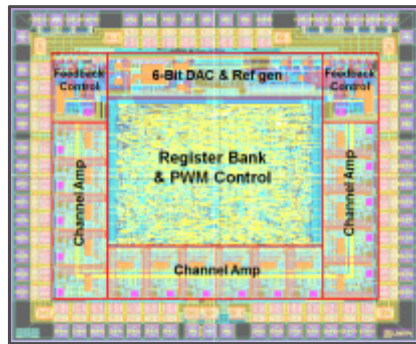 Feedback
Control
6-Bit DAC & Ref gen
Feedback
Control
Channel Amp
Register Bank
& PWM Control
Channel Amp
Channel Amp